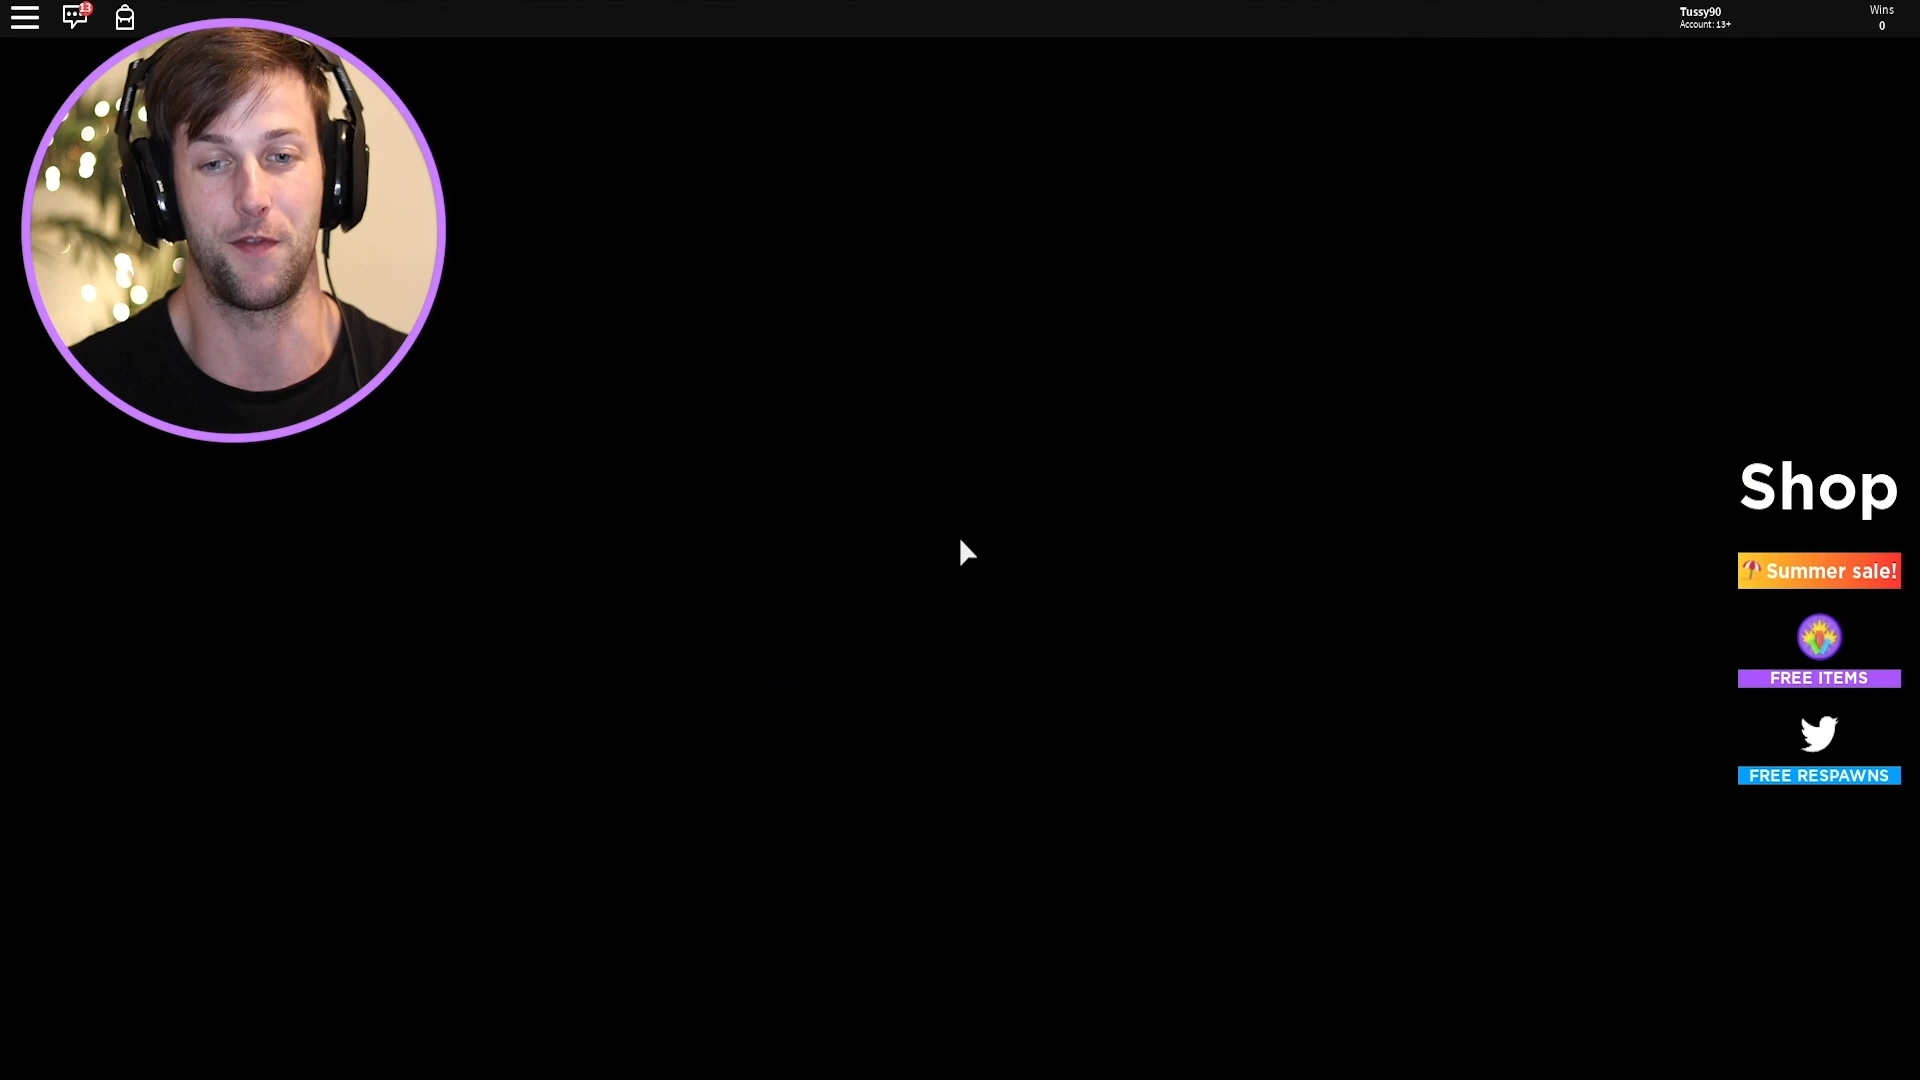 13
Tussy90
Account: 13+
Wins
0
Shop
Summer sale!
FREE ITEMS
FREE RESPAWNS